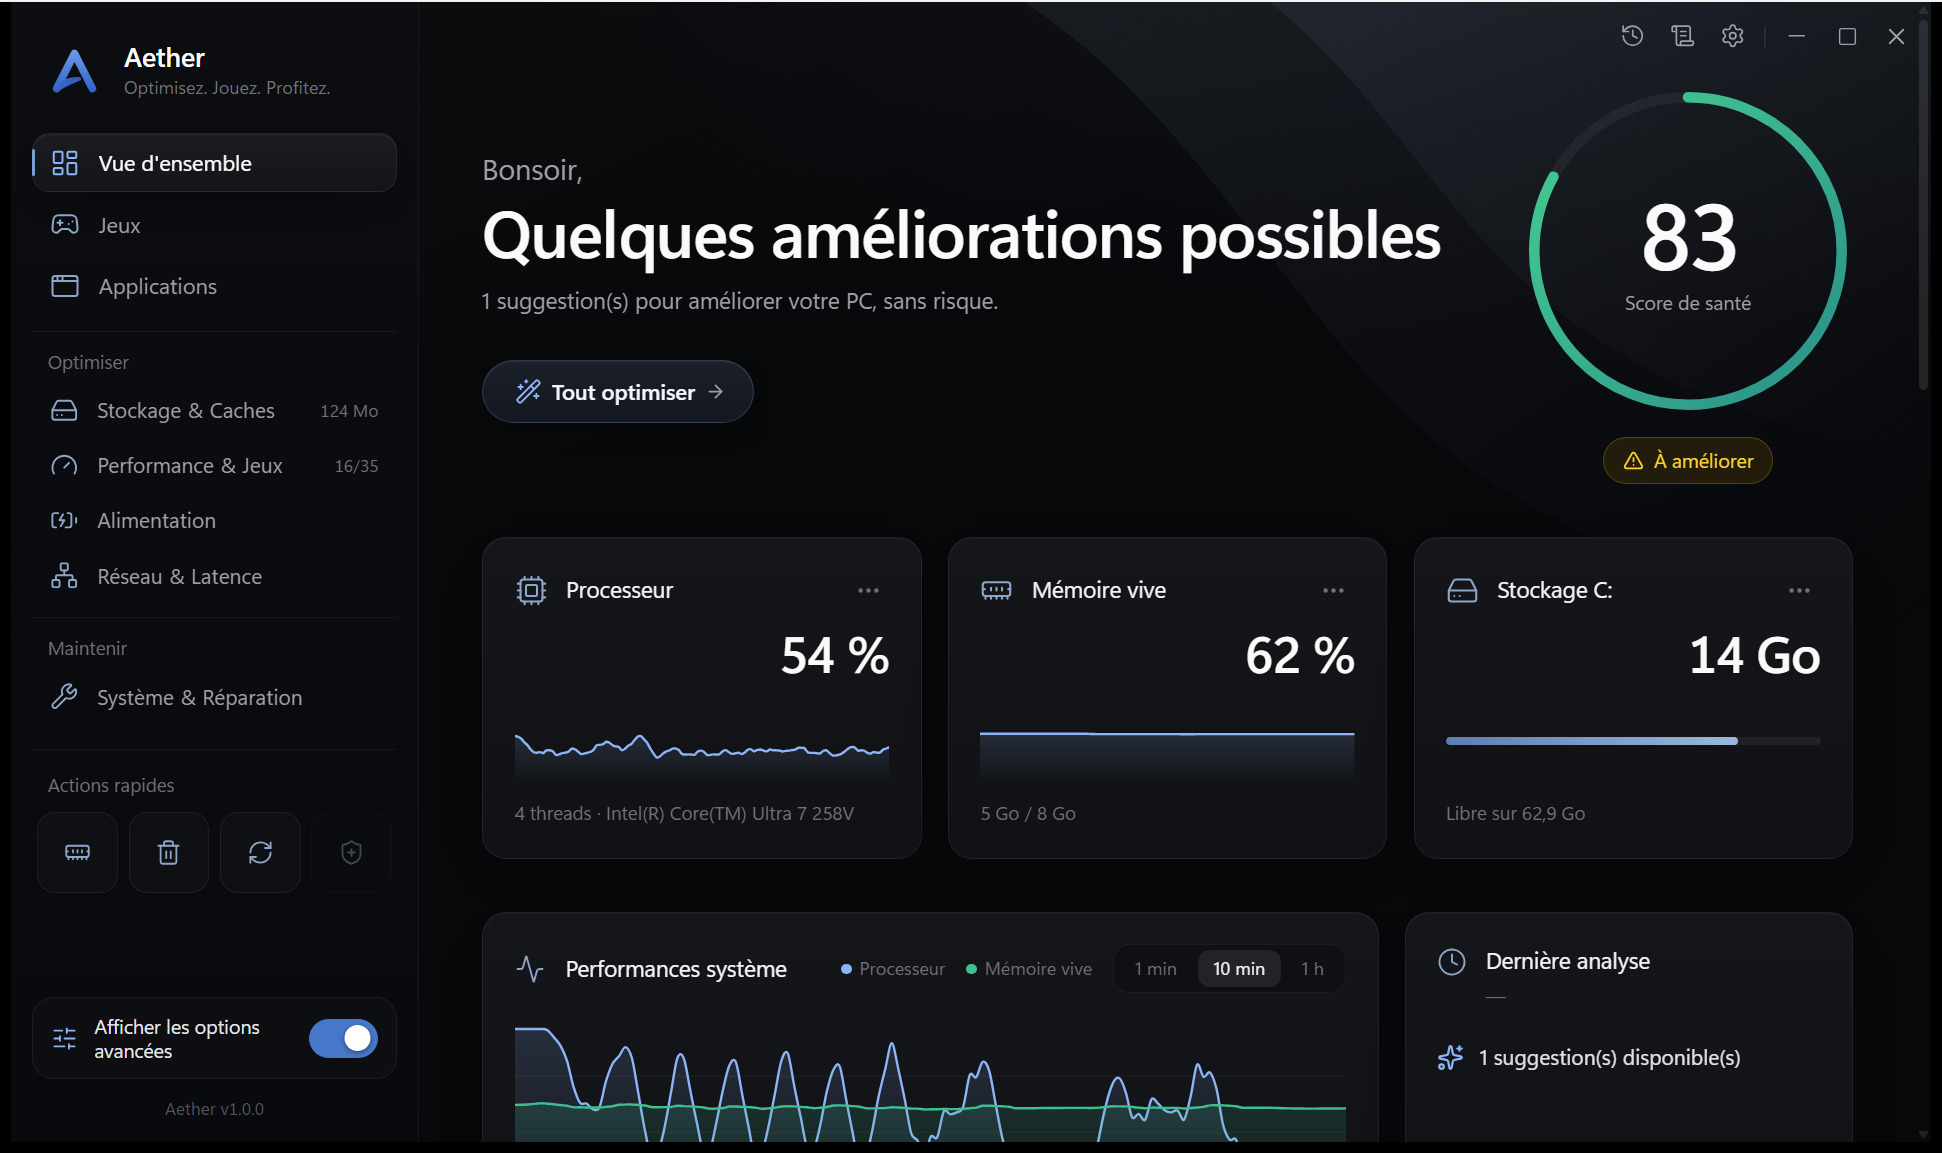 Aether
Optimisez. Jouez. Profitez.
Vue d'ensemble
Jeux
Applications
Optimiser
Stockage & Caches 124 Mo
Performance & Jeux 16/35
Alimentation
Réseau & Latence
Maintenir
Système & Réparation
Actions rapides
Afficher les options
avancées
Aether v1.0.0
Bonsoir,
Quelques améliorations possibles
1 suggestion(s) pour améliorer votre PC, sans risque.
Tout optimiser
83
Score de santé
À améliorer
Processeur
54 %
4 threads · Intel(R) Core(TM) Ultra 7 258V
Mémoire vive
62 %
5 Go / 8 Go
Stockage C:
14 Go
Libre sur 62,9 Go
Performances système
Processeur Mémoire vive
1 min 10 min 1 h
Dernière analyse
—
1 suggestion(s) disponible(s)